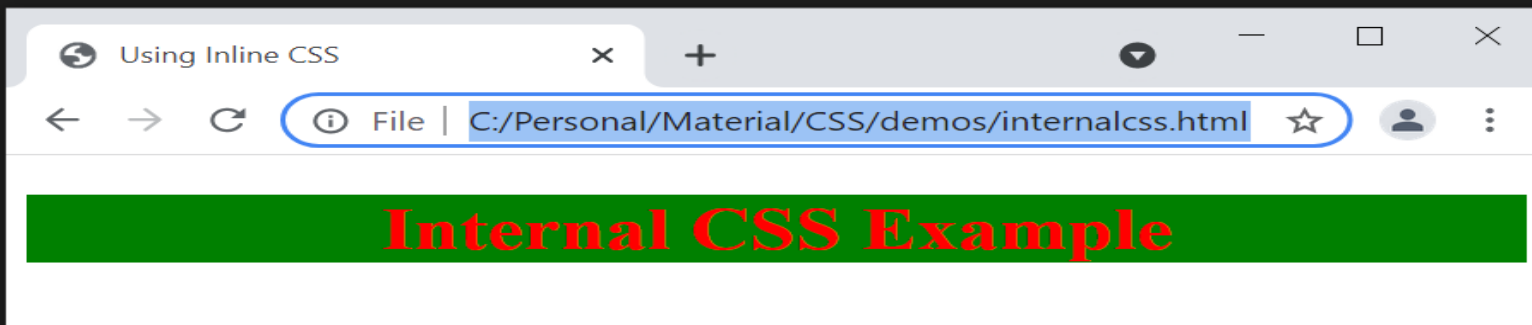 Using Inline CSS
File | C:/Personal/Material/CSS/demos/internalcss.html
Internal CSS Example